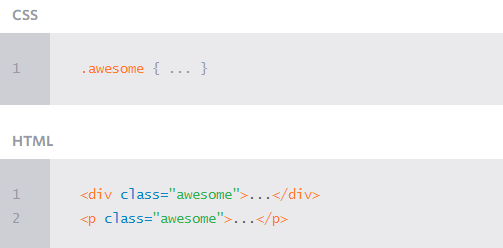 CSS
1 .awesome { ... }
HTML
1 <div class="awesome">...</div>
2 <p class="awesome">...</p>